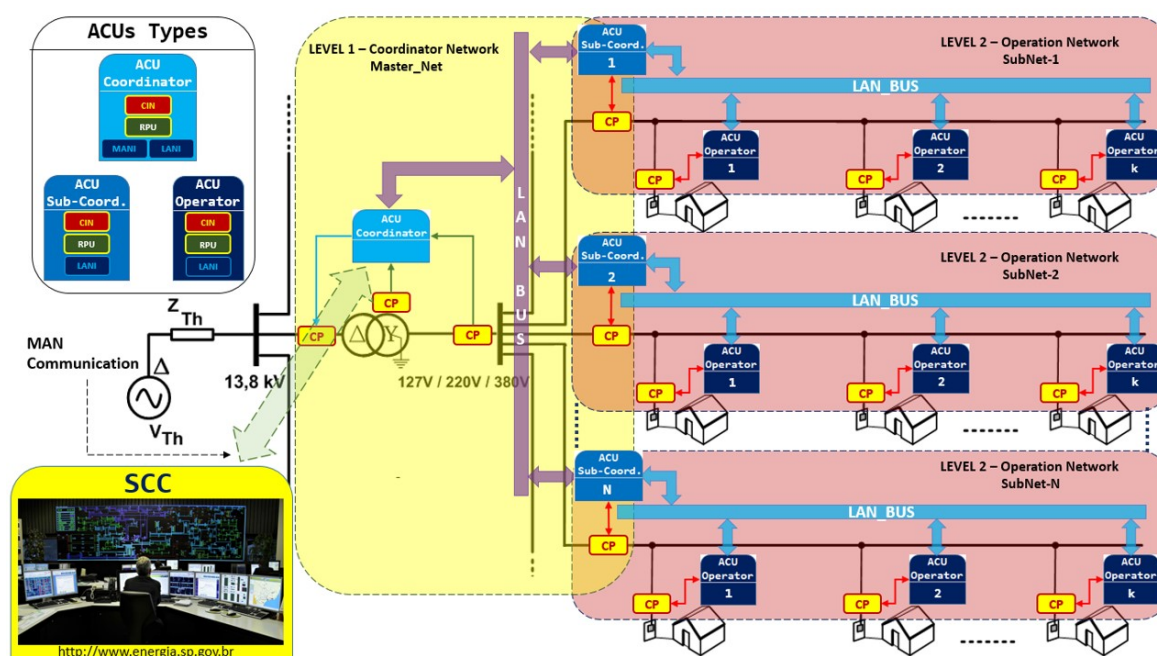 ACUs Types
ACU
Coordinator
CIN
RPU
MANI
LANI
ACU
Sub-Coord.
CIN
RPU
LANI
ACU
Operator
CIN
RPU
LANI
MAN
Communication
Z Th
Δ
V Th
13,8 kV
SCC
http://www.energia.sp.gov.br
LEVEL 1 – Coordinator Network
Master_Net
ACU
Coordinator
CP
/CP
Δ
Y
CP
127V / 220V / 380V
LAN BUS
ACU
Sub-Coord.
1
LEVEL 2 – Operation Network
SubNet-1
LAN_BUS
CP
ACU
Operator
1
CP
ACU
Operator
2
CP
ACU
Operator
k
CP
ACU
Sub-Coord.
2
LEVEL 2 – Operation Network
SubNet-2
LAN_BUS
CP
ACU
Operator
1
CP
ACU
Operator
2
CP
ACU
Operator
k
CP
ACU
Sub-Coord.
N
LEVEL 2 – Operation Network
SubNet-N
LAN_BUS
CP
ACU
Operator
1
CP
ACU
Operator
2
CP
ACU
Operator
k
CP